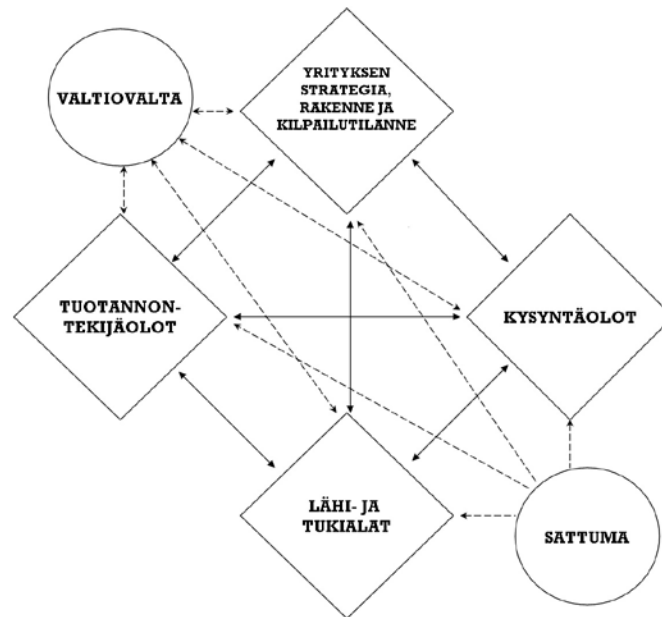 VALTIOVALTA
YRITYKSEN
STRATEGIA,
RAKENNE JA
KILPAILUTILANNE
TUOTANNON-
TEKIJÄOLOT
KYSYNTÄOLOT
LÄHI- JA
TUKIALAT
SATTUMA